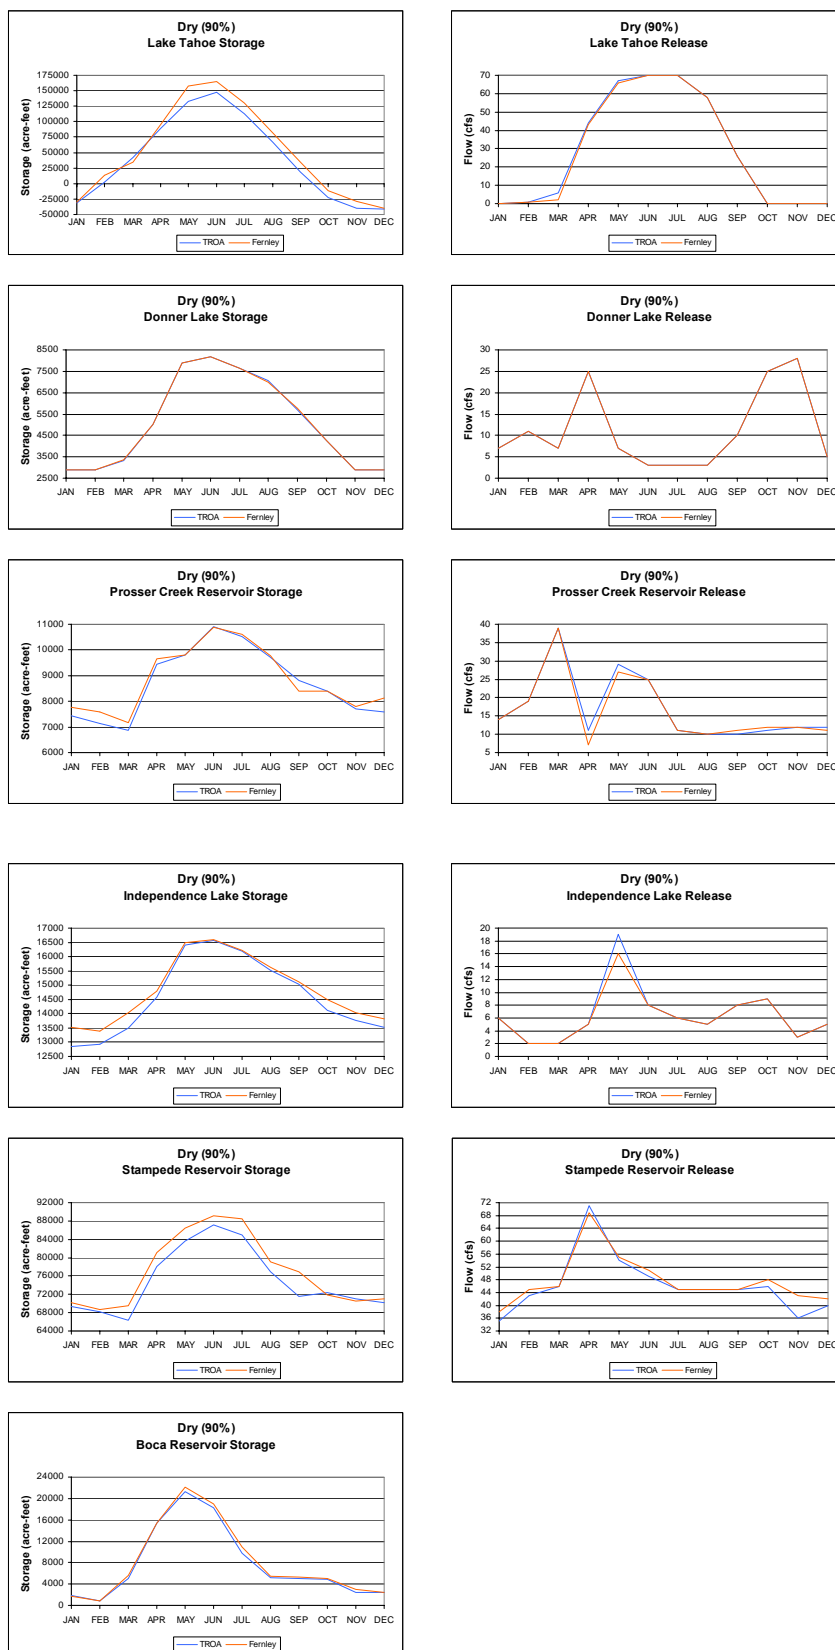 Dry (90%)
Lake Tahoe Storage
Storage (acre-feet)
175000
150000
125000
100000
75000
50000
25000
0
-25000
-50000
JAN FEB MAR APR MAY JUN JUL AUG SEP OCT NOV DEC
TROA Fernley
Dry (90%)
Lake Tahoe Release
Flow (cfs)
70
60
50
40
30
20
10
0
JAN FEB MAR APR MAY JUN JUL AUG SEP OCT NOV DEC
TROA Fernley
Dry (90%)
Donner Lake Storage
Storage (acre-feet)
8500
7500
6500
5500
4500
3500
2500
JAN FEB MAR APR MAY JUN JUL AUG SEP OCT NOV DEC
TROA Fernley
Dry (90%)
Donner Lake Release
Flow (cfs)
30
25
20
15
10
5
0
JAN FEB MAR APR MAY JUN JUL AUG SEP OCT NOV DEC
TROA Fernley
Dry (90%)
Prosser Creek Reservoir Storage
Storage (acre-feet)
11000
10000
9000
8000
7000
6000
JAN FEB MAR APR MAY JUN JUL AUG SEP OCT NOV DEC
TROA Fernley
Dry (90%)
Prosser Creek Reservoir Release
Flow (cfs)
40
35
30
25
20
15
10
5
JAN FEB MAR APR MAY JUN JUL AUG SEP OCT NOV DEC
TROA Fernley
Dry (90%)
Independence Lake Storage
Storage (acre-feet)
17000
16500
15500
15000
14500
14000
13500
13000
12500
JAN FEB MAR APR MAY JUN JUL AUG SEP OCT NOV DEC
TROA Fernley
Dry (90%)
Independence Lake Release
Flow (cfs)
20
18
16
14
12
10
8
6
4
2
0
JAN FEB MAR APR MAY JUN JUL AUG SEP OCT NOV DEC
TROA Fernley
Dry (90%)
Stampede Reservoir Storage
Storage (acre-feet)
92000
88000
84000
80000
76000
72000
68000
64000
JAN FEB MAR APR MAY JUN JUL AUG SEP OCT NOV DEC
TROA Fernley
Dry (90%)
Stampede Reservoir Release
Flow (cfs)
72
68
64
60
56
52
48
44
40
36
32
JAN FEB MAR APR MAY JUN JUL AUG SEP OCT NOV DEC
TROA Fernley
Dry (90%)
Boca Reservoir Storage
Storage (acre-feet)
24000
20000
16000
12000
8000
4000
0
JAN FEB MAR APR MAY JUN JUL AUG SEP OCT NOV DEC
TROA Fernley